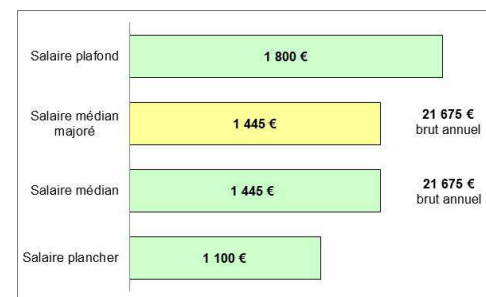 Salaire plafond
1 800 €
Salaire médian
majoré
1 445 €
21 675 €
brut annuel
Salaire médian
1 445 €
21 675 €
brut annuel
Salaire plancher
1 100 €